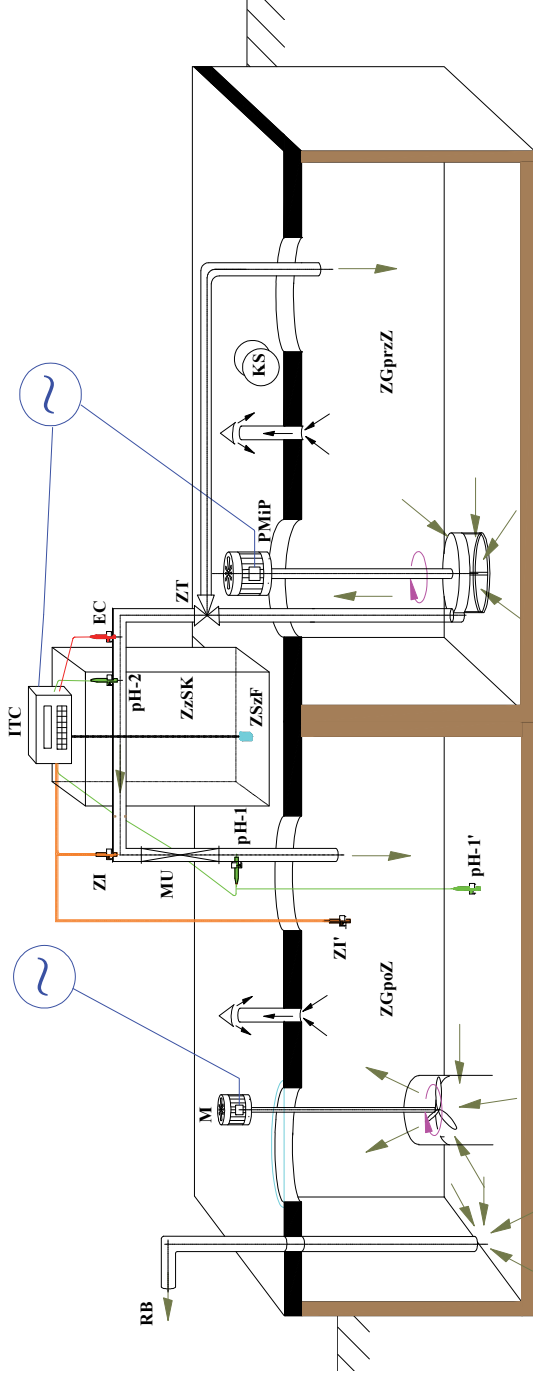 ITC
EC
ZT
pH-2
ZzSK
ZSzF
ZI
MU
pH-1
PMiP
KS
ZGprzZ
M
ZI'
pH-1'
ZGpoZ
RB
~
~